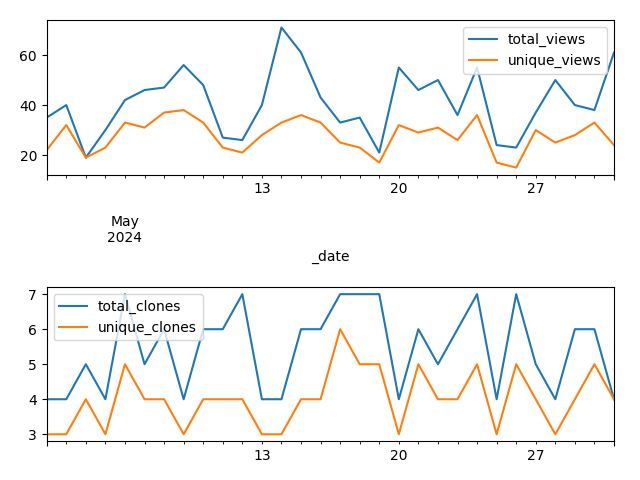 total_views
unique_views
60
40
20
13
20
27
May
2024
_date
total_clones
unique_clones
7
6
5
4
3
13
20
27